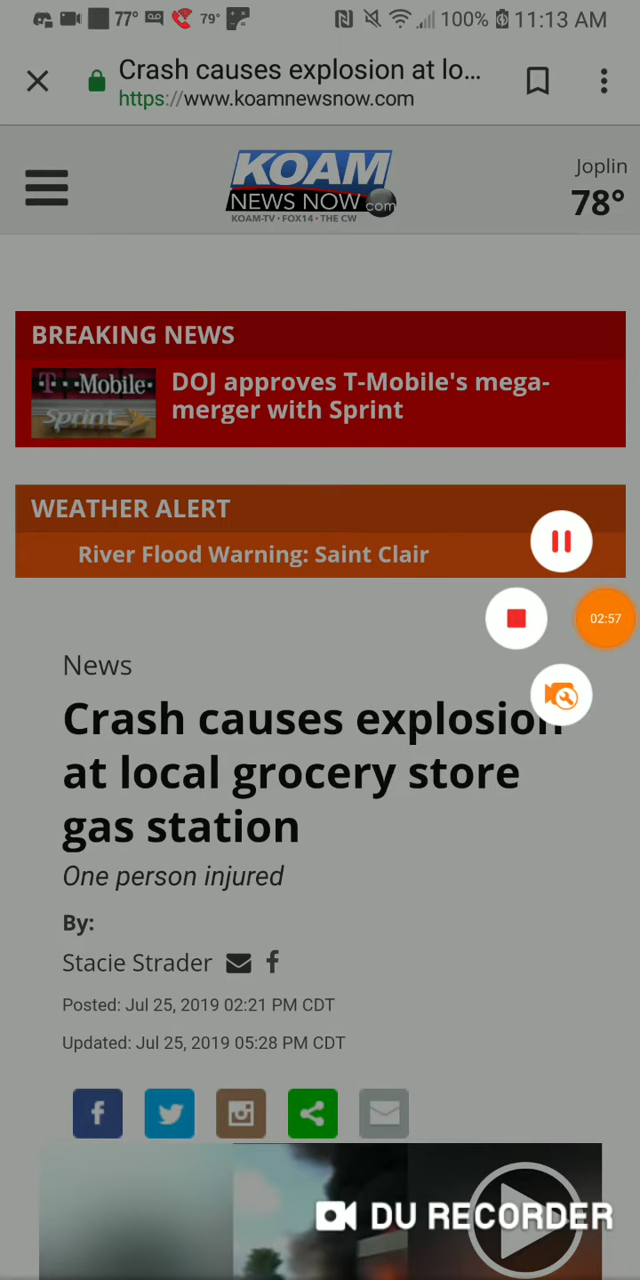 77° 79° 100% 11:13 AM
Crash causes explosion at lo...
https://www.koamnewsnow.com
KOAM
NEWS NOW.com
KOAM-TV • FOX14 • THE CW
Joplin
78°
BREAKING NEWS
T··Mobile·
Sprint
DOJ approves T-Mobile's mega-
merger with Sprint
WEATHER ALERT
River Flood Warning: Saint Clair
02:57
News
Crash causes explosion
at local grocery store
gas station
One person injured
By:
Stacie Strader
Posted: Jul 25, 2019 02:21 PM CDT
Updated: Jul 25, 2019 05:28 PM CDT
DU RECORDER